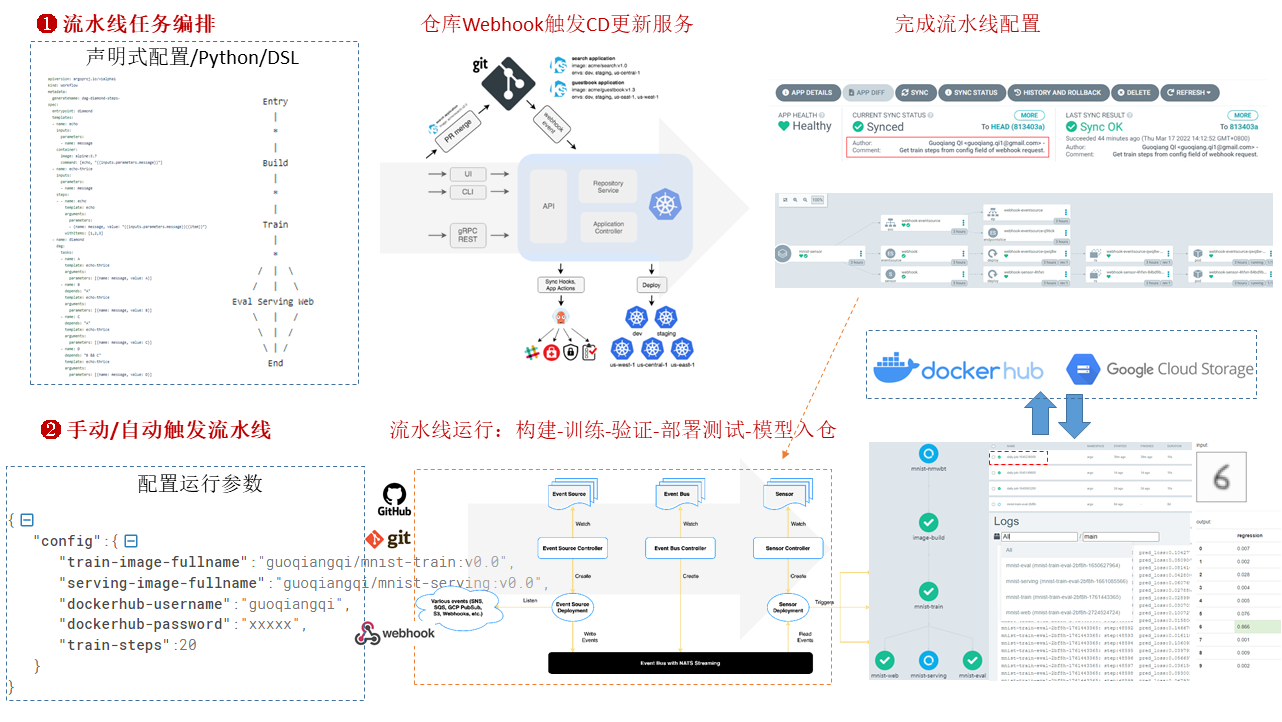 ❶ 流水线任务编排
声明式配置/Python/DSL
apiVersion: argoproj.io/v1alpha1
kind: Workflow
metadata:
generateName: dag-diamond-steps-
spec:
entrypoint: diamond
templates:
- name: echo
inputs:
parameters:
- name: message
container:
image: alpine:3.7
command: [echo, "{{inputs.parameters.message}}"]
- name: echo-thrice
inputs:
parameters:
- name: message
steps:
- - name: echo
template: echo
arguments:
parameters:
- {name: message, value: "{{inputs.parameters.message}}{{item}}"}
withItems: [1,2,3]
- name: diamond
dag:
tasks:
- name: A
template: echo-thrice
arguments:
parameters: [{name: message, value: A}]
- name: B
depends: "A"
template: echo-thrice
arguments:
parameters: [{name: message, value: B}]
- name: C
depends: "A"
template: echo-thrice
arguments:
parameters: [{name: message, value: C}]
- name: D
depends: "B && C"
template: echo-thrice
arguments:
parameters: [{name: message, value: D}]
Entry
Build
Train
Eval Serving Web
End
仓库Webhook触发CD更新服务
git
search application
image: acme/search:v1.0
envs: dev, staging, us-central-1
guestbook application
image: acme/guestbook:v1.3
envs: dev, staging, us-east-1, us-west-1
PR merge
webhook event
UI
CLI
gRPC
REST
API
Repository
Service
Application
Controller
Sync Hooks,
App Actions
Deploy
dev
staging
us-west-1
us-central-1
us-east-1
完成流水线配置
APP DETAILS
APP DIFF
SYNC
SYNC STATUS
HISTORY AND ROLLBACK
DELETE
REFRESH
APP HEALTH
Healthy
CURRENT SYNC STATUS
MORE
Synced
To HEAD (813403a)
Author: Guoqiang QI <guoqiang.qi1@gmail.com> -
Comment: Get train steps from config field of webhook request.
LAST SYNC RESULT
MORE
Sync OK
To 813403a
Succeeded 44 minutes ago (Thu Mar 17 2022 14:12:52 GMT+0800)
Author: Guoqiang QI <guoqiang.qi1@gmail.com> -
Comment: Get train steps from config field of webhook request.
100%
mnist-sensor
webhook-eventsource
webhook
webhook
dockerhub
Google Cloud Storage
❷ 手动/自动触发流水线
配置运行参数
{
"config":{
"train-image-fullname":"guoqiangqi/mnist-train:v0.0",
"serving-image-fullname":"guoqiangqi/mnist-serving:v0.0",
"dockerhub-username":"guoqiangqi",
"dockerhub-password":"xxxxx",
"train-steps":20
}
}
GitHub
git
webhook
流水线运行：构建-训练-验证-部署测试-模型入仓
Event Source
Event Bus
Sensor
Watch
Watch
Watch
Event Source Controller
Event Bus Controller
Sensor Controller
Create
Create
Create
Various events (SNS,
SQS, GCP PubSub,
S3, Webhooks, etc.)
Listen
Event Source
Deployment
Sensor
Deployment
Triggers
Write
Events
Read
Events
Event Bus with NATS Streaming
mnist-nmwbt
image-build
mnist-train
mnist-web
mnist-serving
mnist-eval
NAME
Logs
All
/
main
All
mnist-eval (mnist-train-eval-2bf6h-1650627964)
mnist-serving (mnist-train-eval-2bf6h-1661065566)
mnist-train (mnist-train-eval-2bf6h-1761443365)
mnist-web (mnist-train-eval-2bf6h-2724524724)
input
6
output
regression
0 0.007
1 0.002
2 0.028
3 0.004
4 0.005
5 0.076
6 0.866
7 0.001
8 0.009
9 0.002